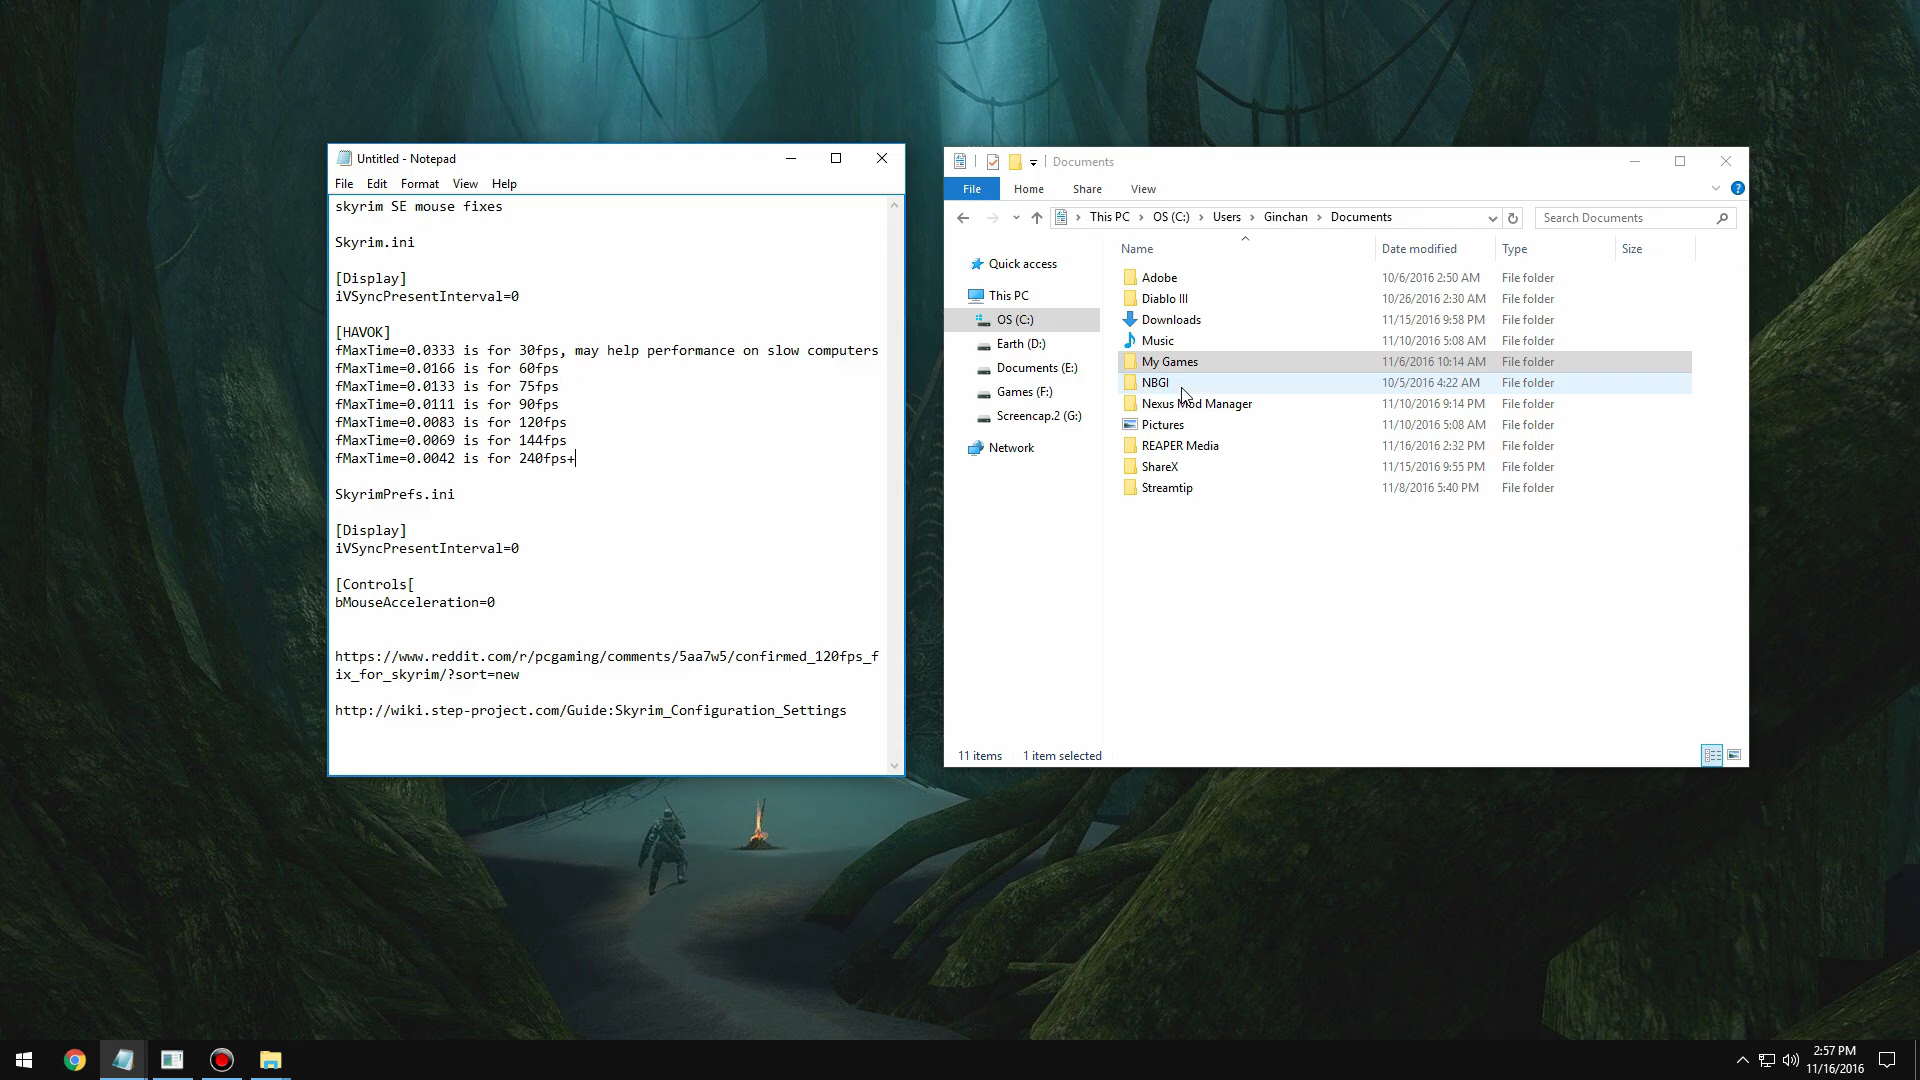 Untitled - Notepad
File Edit Format View Help
skyrim SE mouse fixes
Skyrim.ini
[Display]
iVSyncPresentInterval=0
[HAVOK]
fMaxTime=0.0333 is for 30fps, may help performance on slow computers
fMaxTime=0.0166 is for 60fps
fMaxTime=0.0133 is for 75fps
fMaxTime=0.0111 is for 90fps
fMaxTime=0.0083 is for 120fps
fMaxTime=0.0069 is for 144fps
fMaxTime=0.0042 is for 240fps+
SkyrimPrefs.ini
[Display]
iVSyncPresentInterval=0
[Controls[
bMouseAcceleration=0
https://www.reddit.com/r/pcgaming/comments/5aa7w5/confirmed_120fps_f
ix_for_skyrim/?sort=new
http://wiki.step-project.com/Guide:Skyrim_Configuration_Settings
Documents
File Home Share View
This PC > OS (C:) > Users > Ginchan > Documents
Search Documents
Quick access
This PC
OS (C:)
Earth (D:)
Documents (E:)
Games (F:)
Screencap.2 (G:)
Network
Name Date modified Type Size
Adobe 10/6/2016 2:50 AM File folder
Diablo III 10/26/2016 2:30 AM File folder
Downloads 11/15/2016 9:58 PM File folder
Music 11/10/2016 5:08 AM File folder
My Games 11/6/2016 10:14 AM File folder
NBGI 10/5/2016 4:22 AM File folder
Nexus Mod Manager 11/10/2016 9:14 PM File folder
Pictures 11/10/2016 5:08 AM File folder
REAPER Media 11/16/2016 2:32 PM File folder
ShareX 11/15/2016 9:55 PM File folder
Streamtip 11/8/2016 5:40 PM File folder
11 items 1 item selected
2:57 PM
11/16/2016